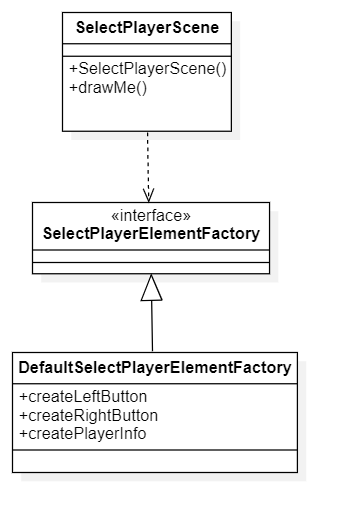 SelectPlayerScene
+SelectPlayerScene()
+drawMe()
«interface»
SelectPlayerElementFactory
DefaultSelectPlayerElementFactory
+createLeftButton
+createRightButton
+createPlayerInfo